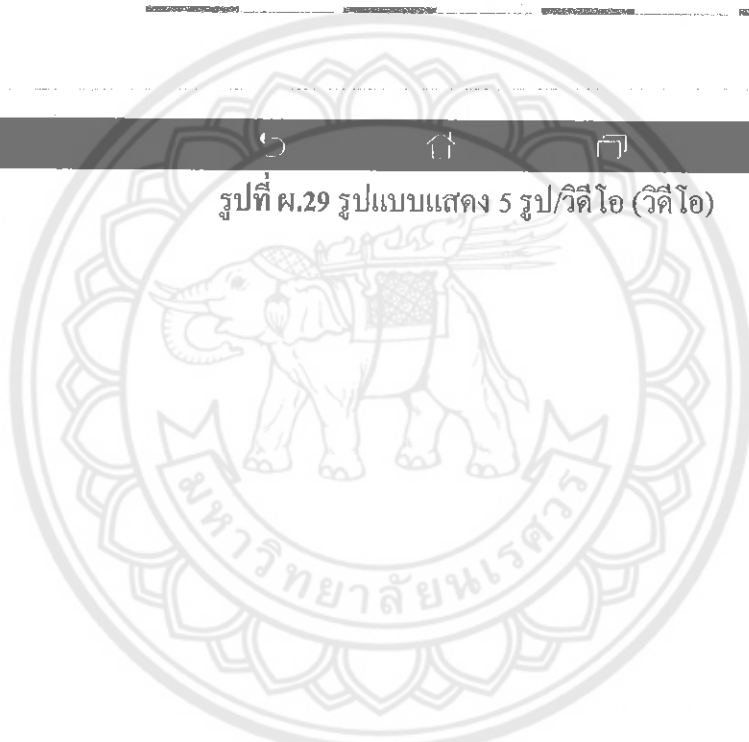 รูปที่ ผ.29 รูปแบบแสดง 5 รูป/วิดีโอ (วิดีโอ)
มหาวิทยาลัยนเรศวร